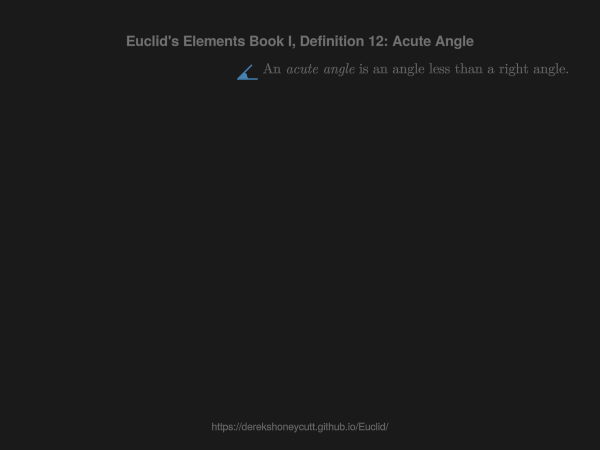 Euclid's Elements Book I, Definition 12: Acute Angle
An acute angle is an angle less than a right angle.
https://derekshoneycutt.github.io/Euclid/